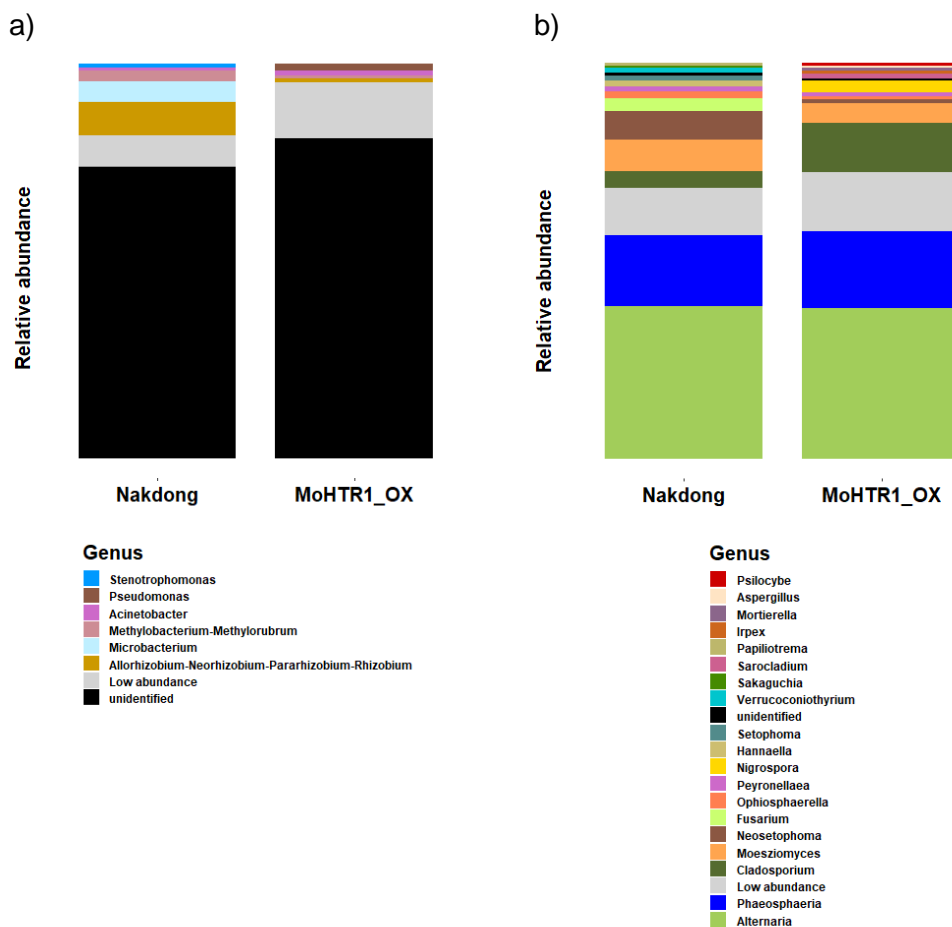 a)
Relative abundance
Nakdong
MoHTR1_OX
Genus
Stenotrophomonas
Pseudomonas
Acinetobacter
Methylobacterium-Methylorubrum
Microbacterium
Allorhizobium-Neorhizobium-Pararhizobium-Rhizobium
Low abundance
unidentified
b)
Relative abundance
Nakdong
MoHTR1_OX
Genus
Psilocybe
Aspergillus
Mortierella
Irpex
Papiliotrema
Sarocladium
Sakaguchia
Verrucoconiothyrium
unidentified
Setophoma
Hannaella
Nigrospora
Peyronellaea
Ophiosphaerella
Fusarium
Neosetophoma
Moesziomyces
Cladosporium
Low abundance
Phaeosphaeria
Alternaria